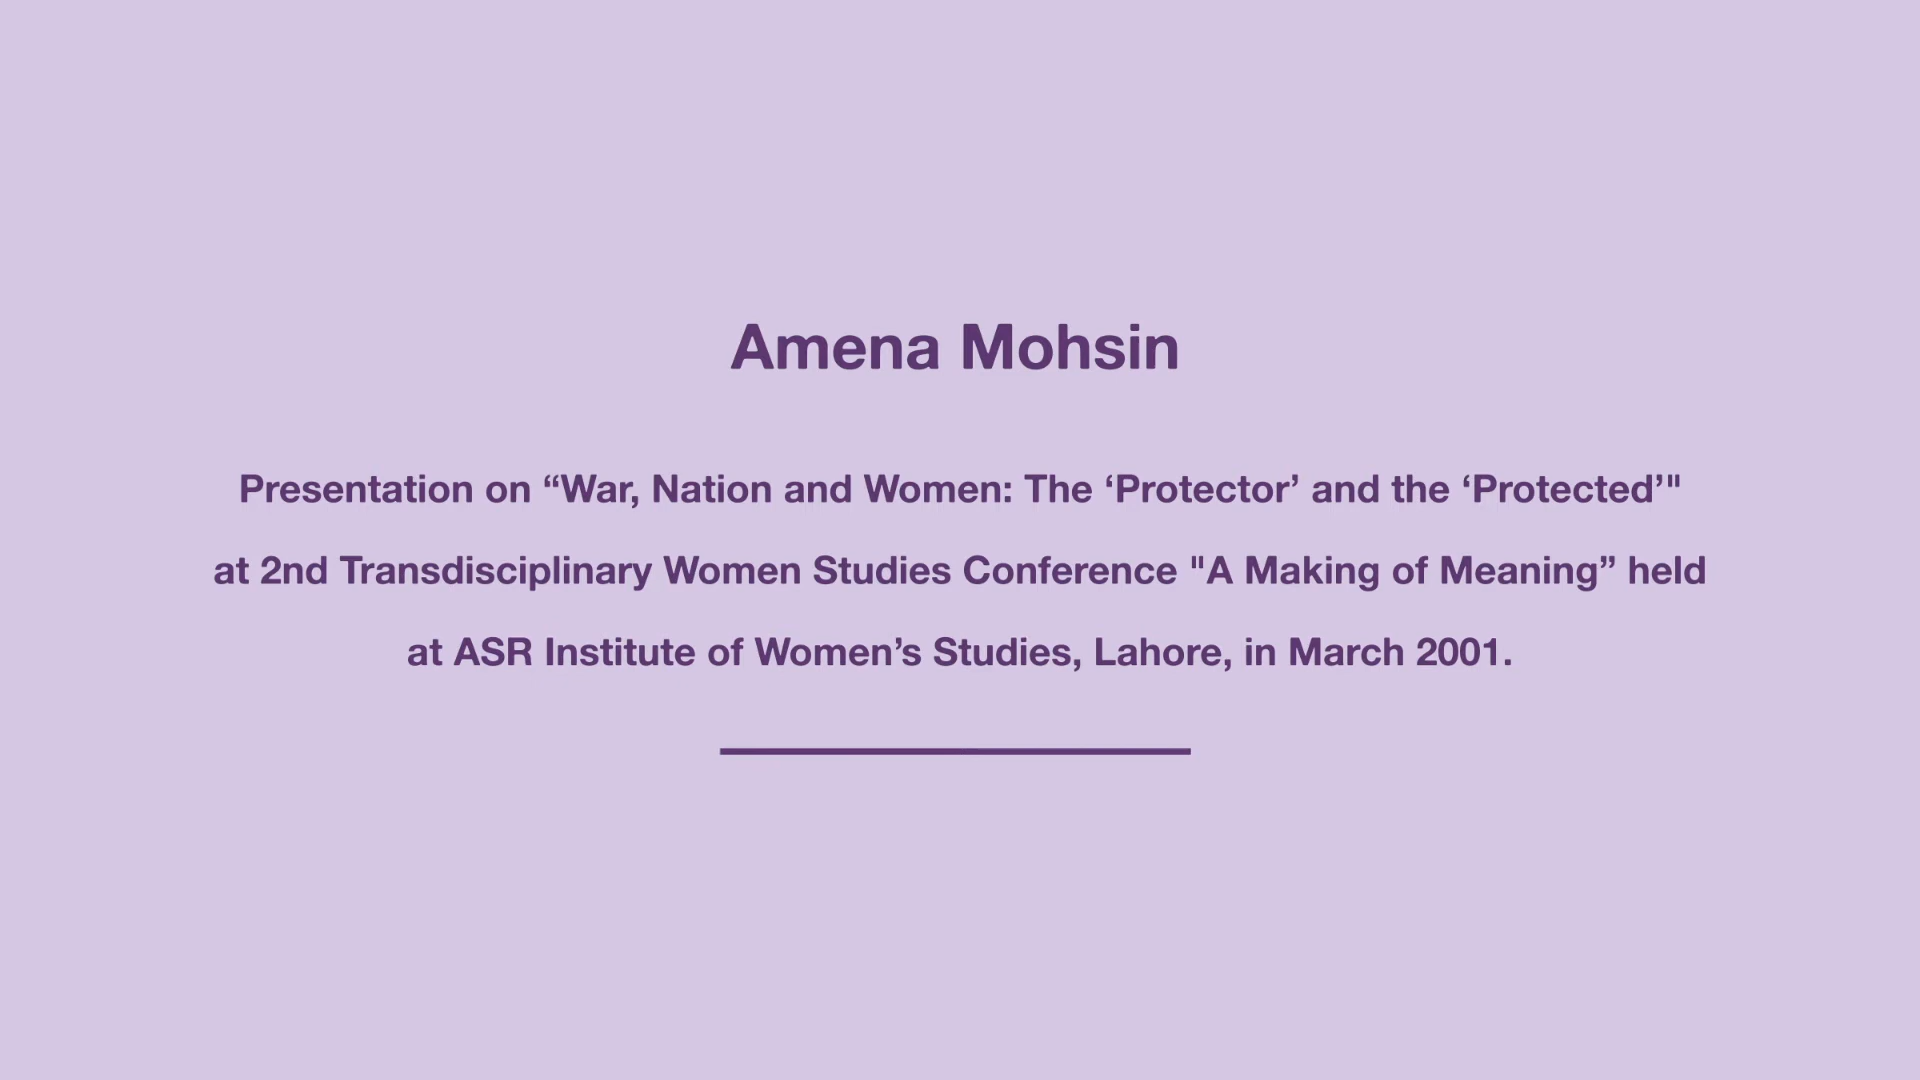 Amena Mohsin
Presentation on “War, Nation and Women: The ‘Protector’ and the ‘Protected’"
at 2nd Transdisciplinary Women Studies Conference "A Making of Meaning” held
at ASR Institute of Women’s Studies, Lahore, in March 2001.